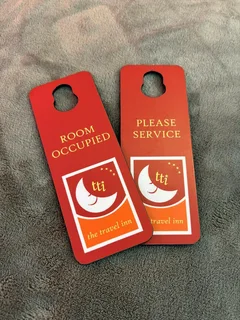 ROOM
OCCUPIED
tti
the travel inn
PLEASE
SERVICE
tti
the travel inn